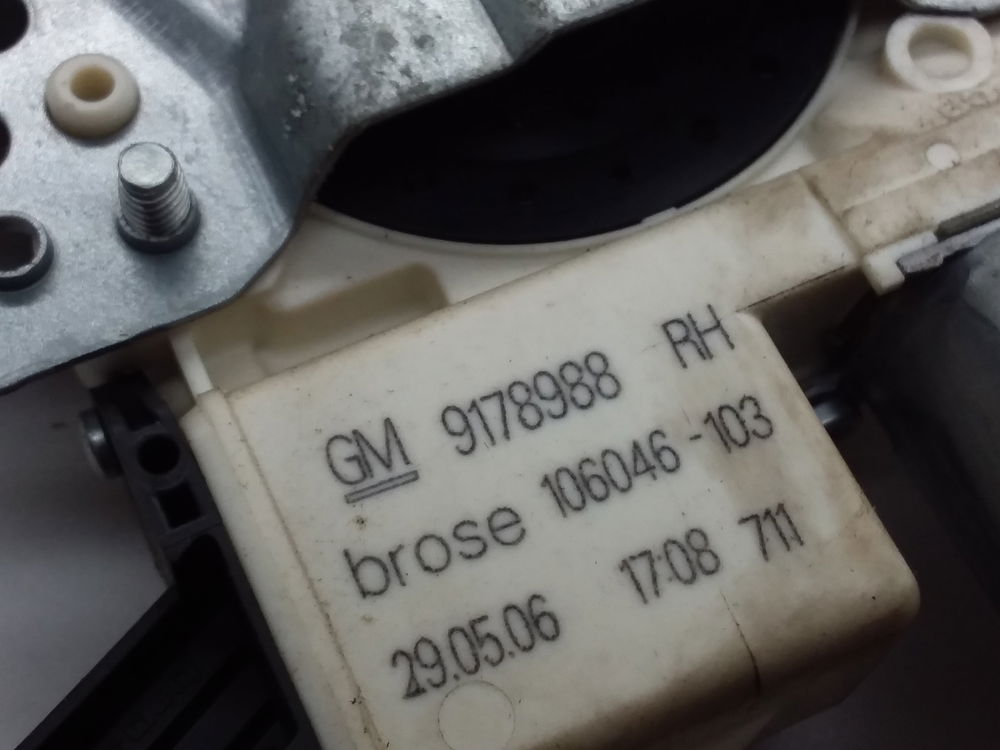 GM 9178988 RH
brose 106046-103
29.05.06 17:08 711